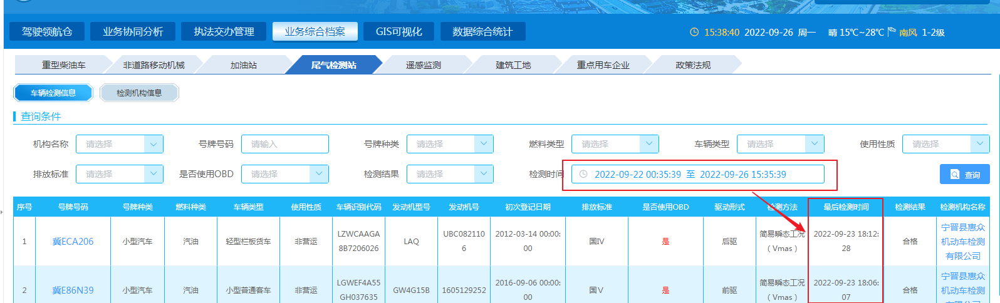 驾驶领航仓 业务协同分析 执法交办管理 业务综合档案 GIS可视化 数据综合统计 15:38:40 2022-09-26 周一 晴 15℃~28℃ 南风 1-2级
重型柴油车 非道路移动机械 加油站 尾气检测站 遥感监测 建筑工地 重点用车企业 政策法规
车辆检测信息 检测机构信息
查询条件
机构名称 请选择 号牌号码 请输入 号牌种类 请选择 燃料类型 请选择 车辆类型 请选择 使用性质 请选择
排放标准 请选择 是否使用OBD 请选择 检测结果 请选择 检测时间 2022-09-22 00:35:39 至 2022-09-26 15:35:39 查询
序号 号牌号码 号牌种类 燃料种类 车辆类型 使用性质 车辆识别代码 发动机型号 发动机号 初次登记日期 排放标准 是否使用OBD 驱动形式 检测方法 最后检测时间 检测结果 检测机构名称
1 冀ECA206 小型汽车 汽油 轻型栏板货车 非营运 LZWCAAGA
8B7206026 LAQ UBC082110
6 2012-03-14 00:00:
00 国IV 是 后驱 简易瞬态工况
（Vmas） 2022-09-23 18:12:
28 合格 宁晋县惠众
机动车检测
有限公司
2 冀E86N39 小型汽车 汽油 小型普通客车 非营运 LGWEF4A55
GH037635 GW4G15B 1605129252 2016-09-06 00:00:
00 国V 是 前驱 简易瞬态工况
（Vmas） 2022-09-23 18:06:
07 合格 宁晋县惠众
机动车检测
有限公司